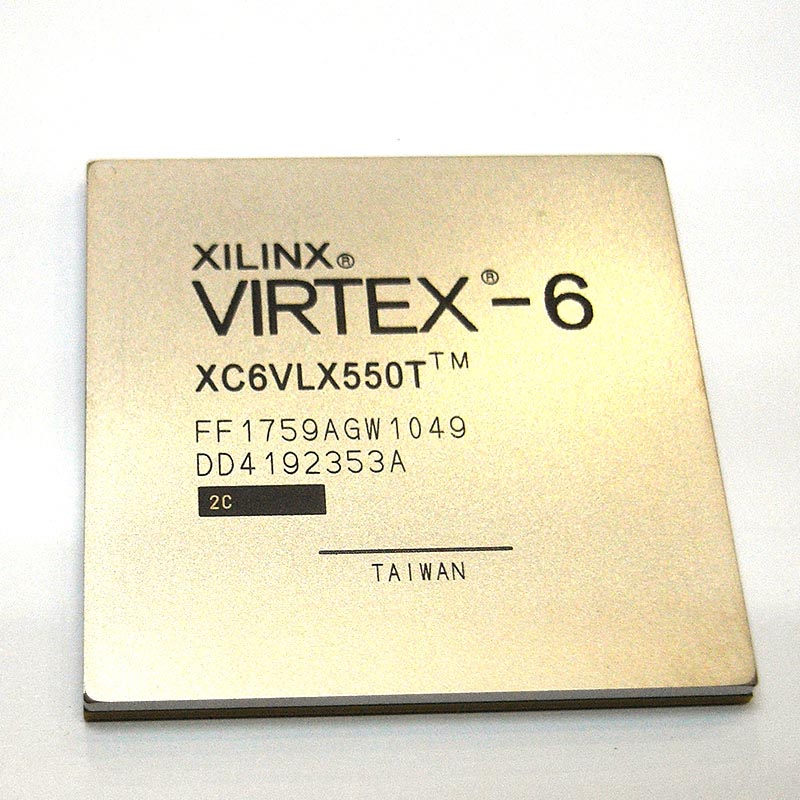 XILINX®
VIRTEX®-6
XC6VLX550T™
FF1759AGW1049
DD4192353A
2C
TAIWAN